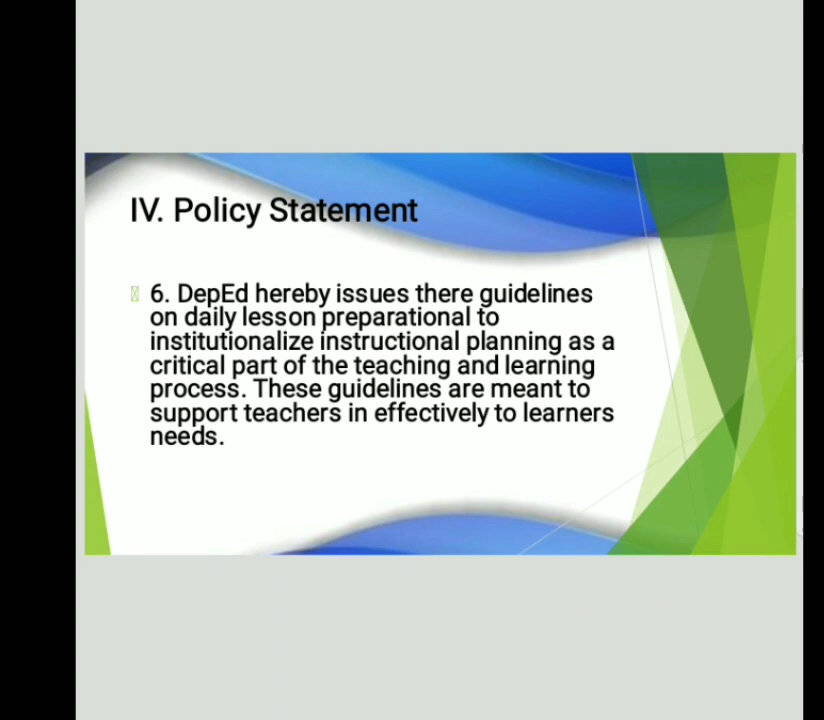 IV. Policy Statement
6. DepEd hereby issues there guidelines
on daily lesson preparational to
institutionalize instructional planning as a
critical part of the teaching and learning
process. These guidelines are meant to
support teachers in effectively to learners
needs.